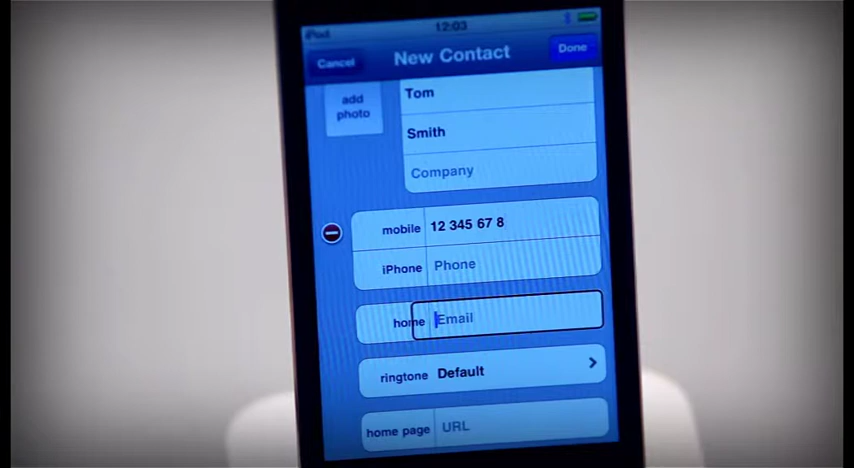 iPod 12:03
Cancel New Contact Done
add photo
Tom
Smith
Company
mobile 12 345 67 8
iPhone Phone
home Email
ringtone Default
home page URL